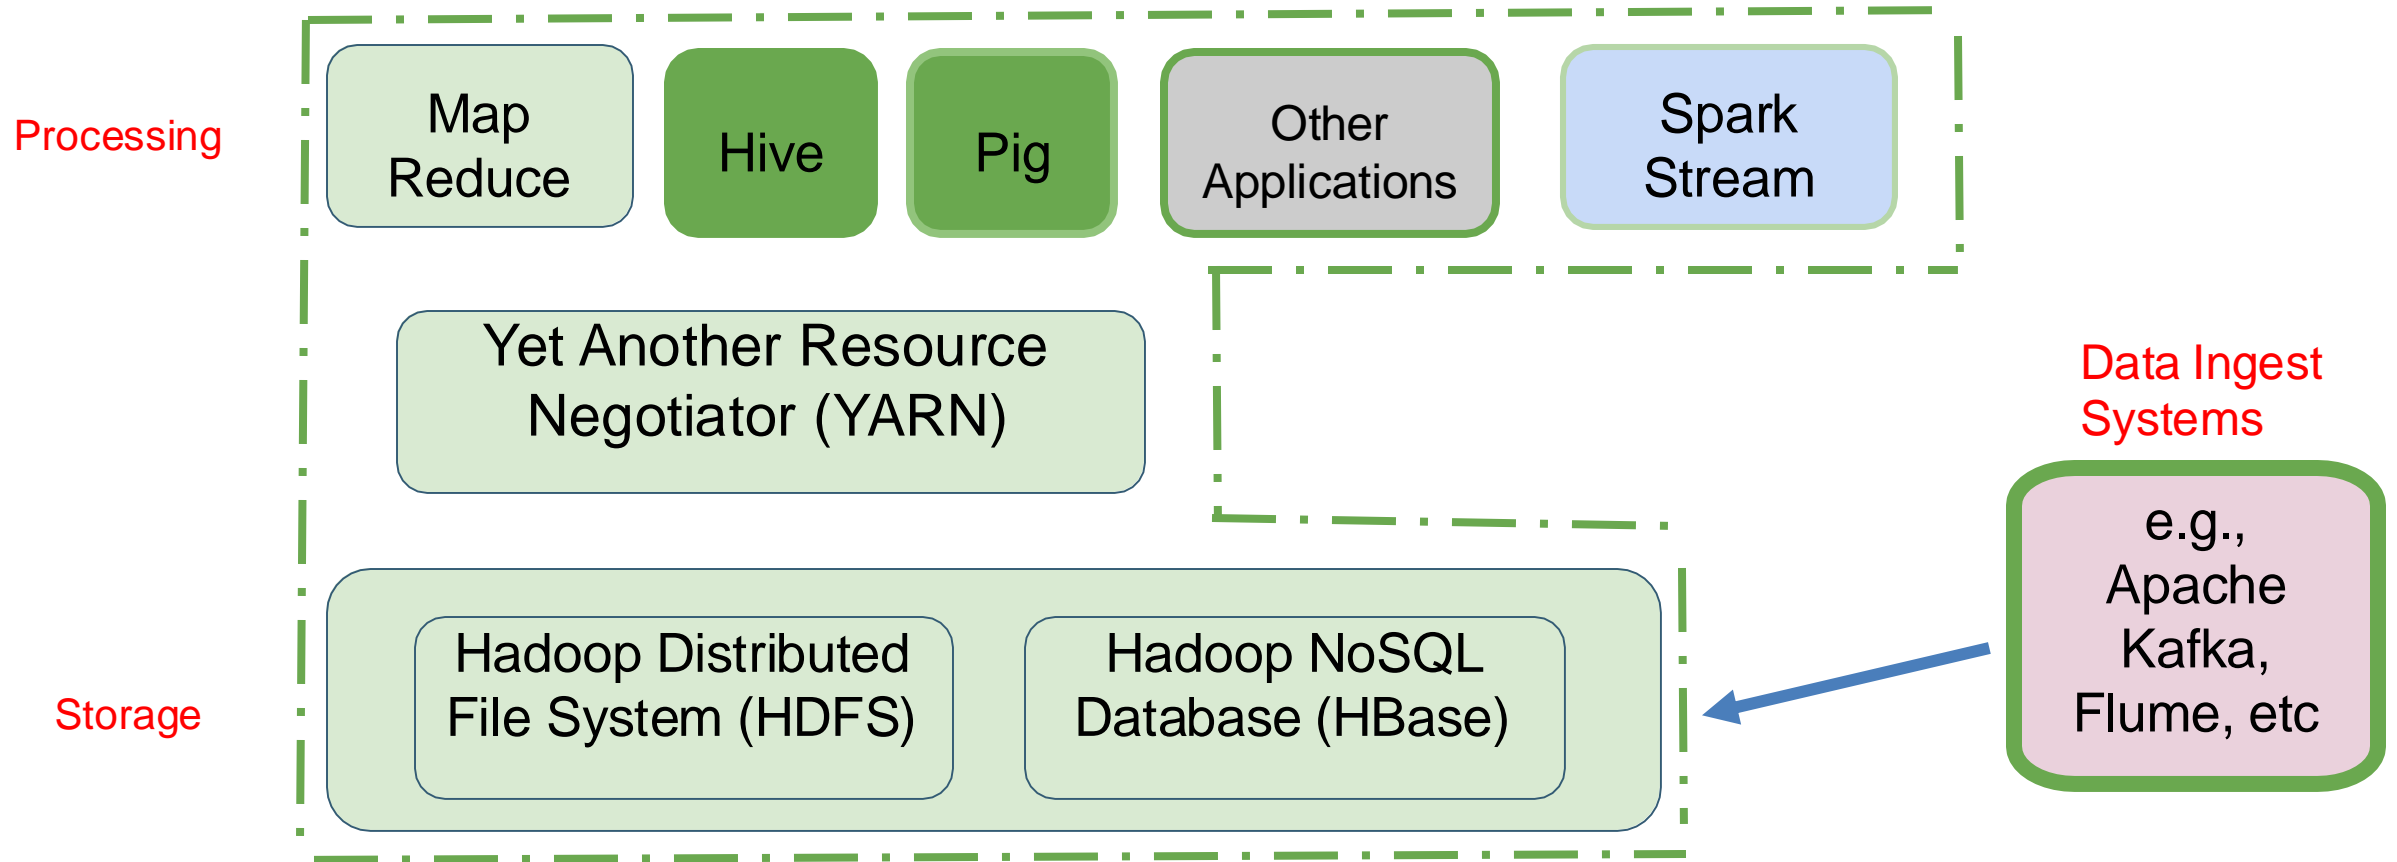 Processing
Map
Reduce
Hive
Pig
Other
Applications
Spark
Stream
Yet Another Resource
Negotiator (YARN)
Data Ingest
Systems
e.g.,
Apache
Kafka,
Flume, etc
Storage
Hadoop Distributed
File System (HDFS)
Hadoop NoSQL
Database (HBase)